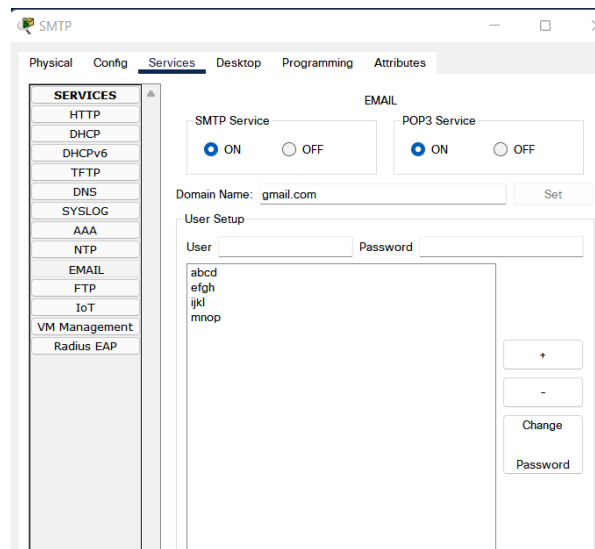 SMTP
Physical Config Services Desktop Programming Attributes
SERVICES
HTTP
DHCP
DHCPv6
TFTP
DNS
SYSLOG
AAA
NTP
EMAIL
FTP
IoT
VM Management
Radius EAP
EMAIL
SMTP Service
ON OFF
POP3 Service
ON OFF
Domain Name: gmail.com Set
User Setup
User Password
abcd
efgh
ijkl
mnop
+
-
Change
Password